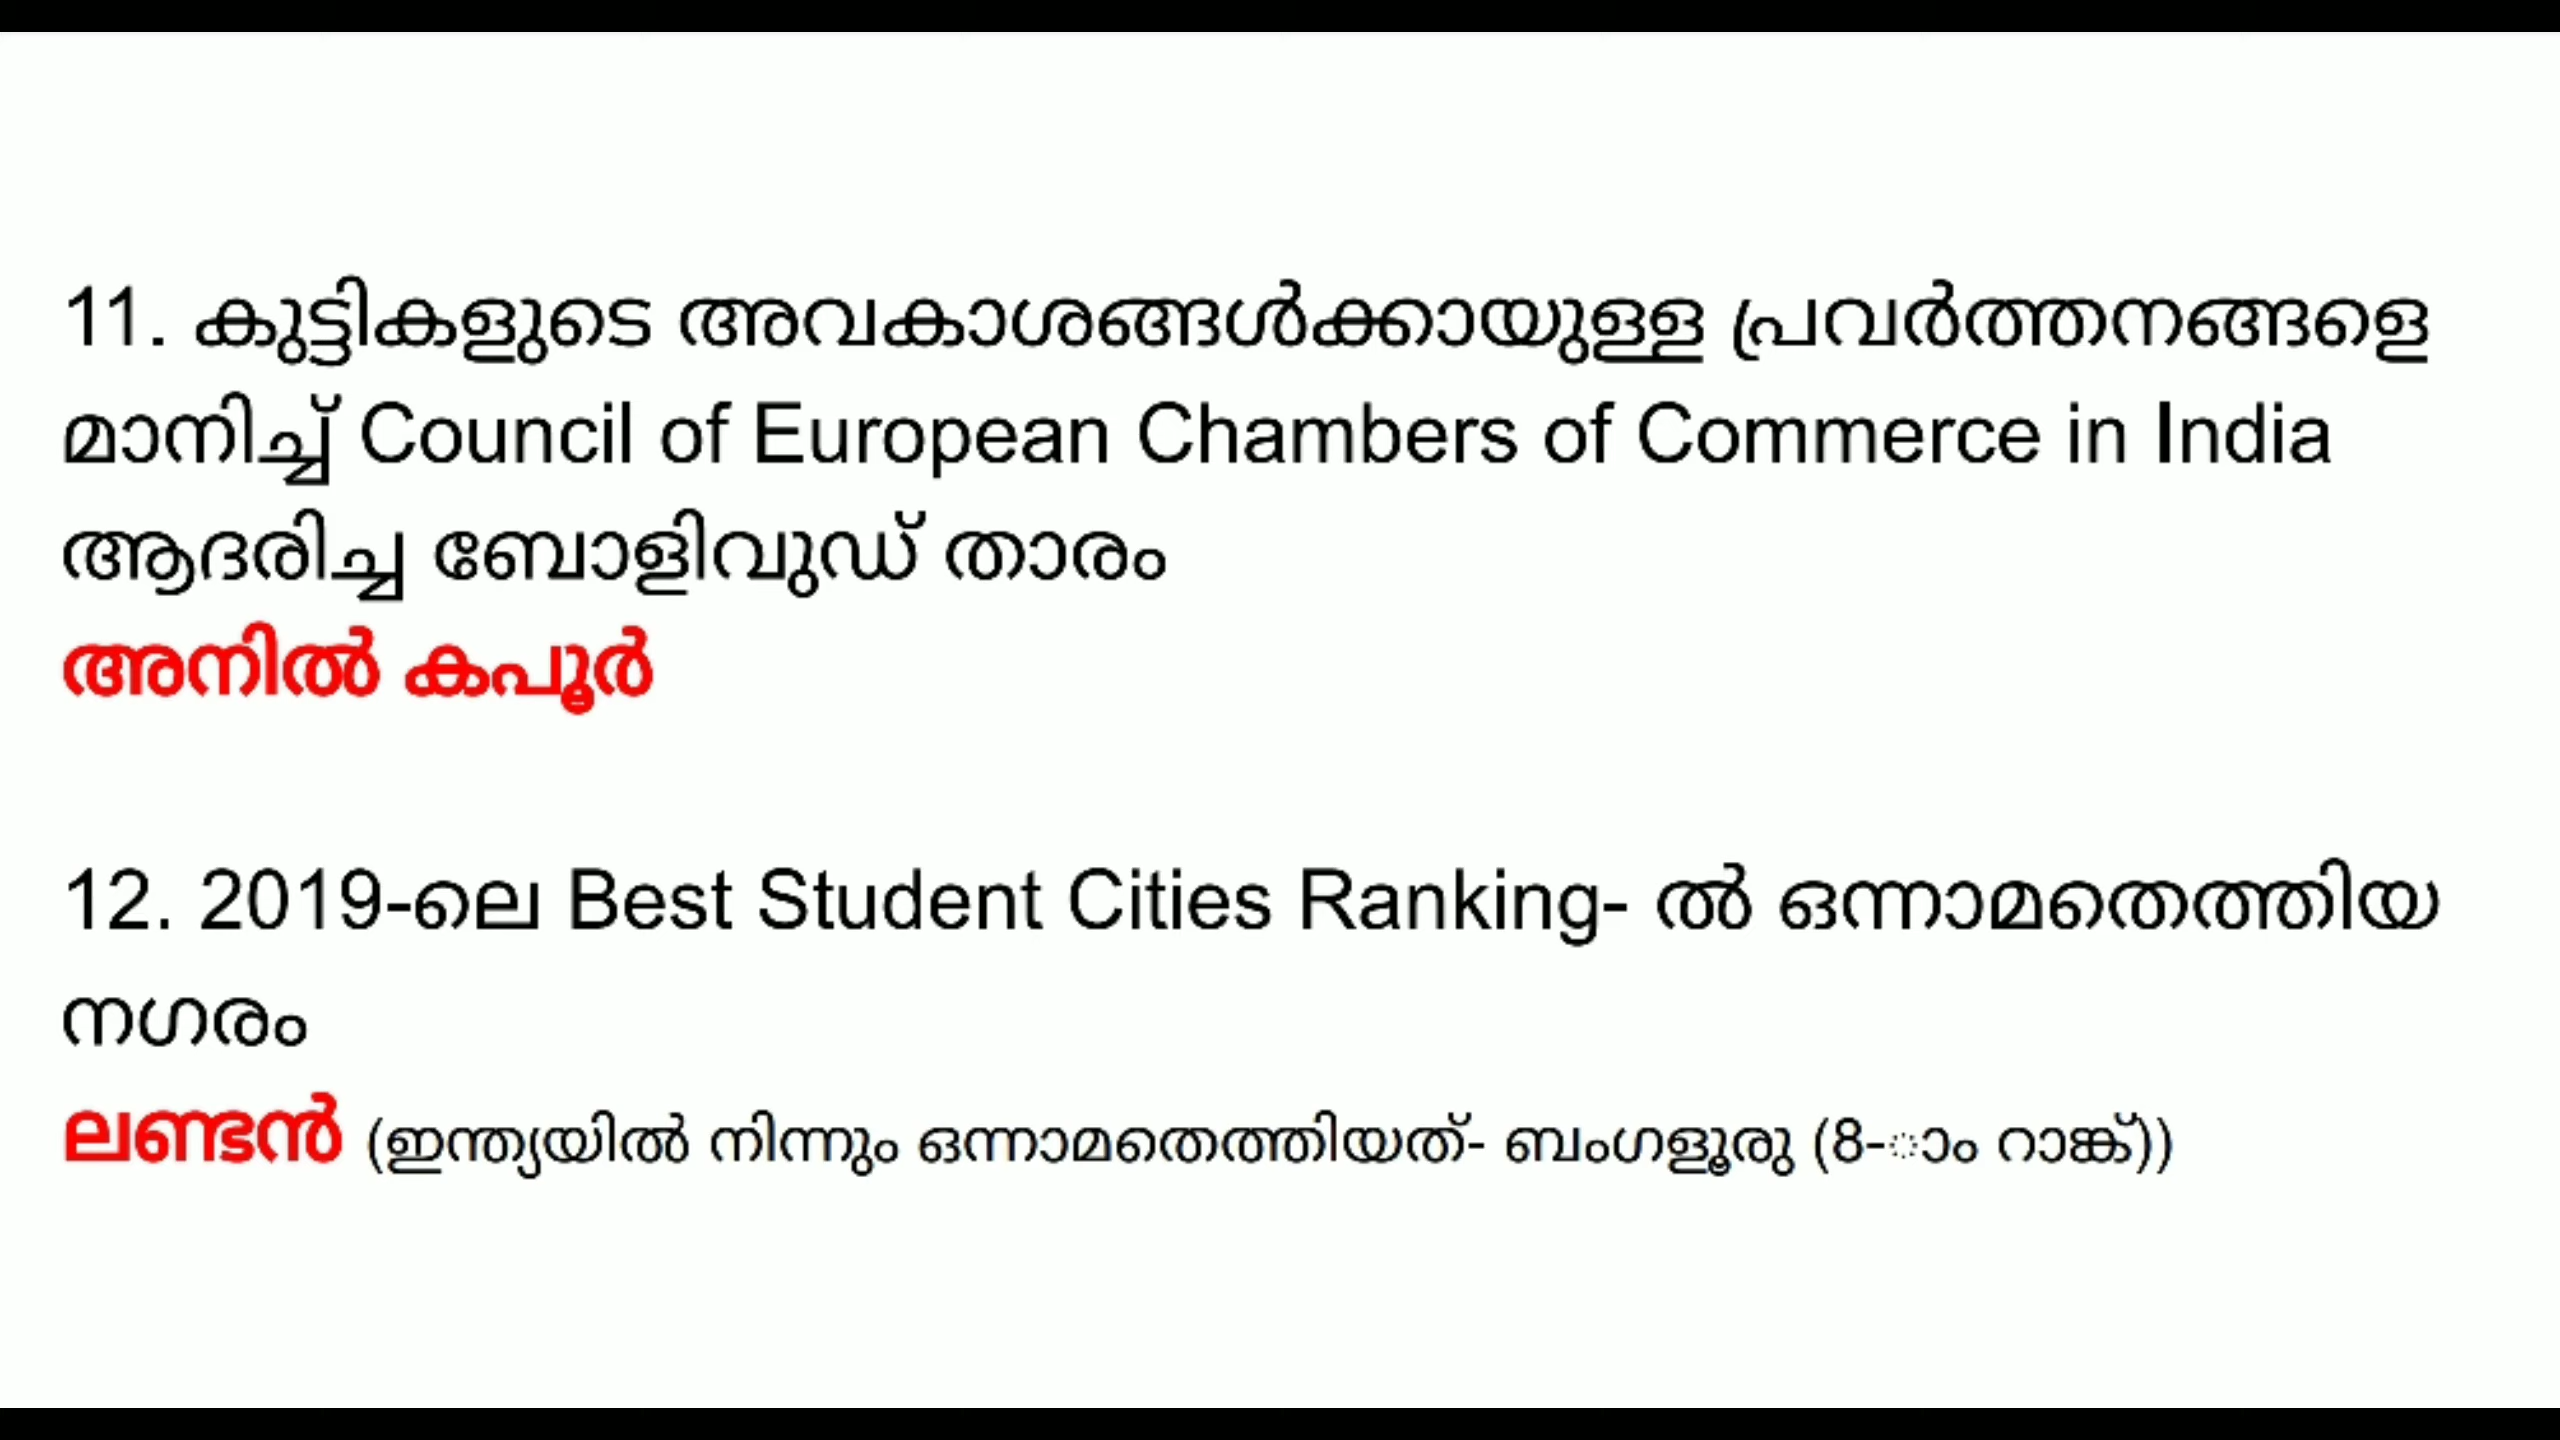 11. കുട്ടികളുടെ അവകാശങ്ങൾക്കായുള്ള പ്രവർത്തനങ്ങളെ
മാനിച്ച് Council of European Chambers of Commerce in India
ആദരിച്ച ബോളിവുഡ് താരം
അനിൽ കപൂർ
12. 2019-ലെ Best Student Cities Ranking- ൽ ഒന്നാമതെത്തിയ
നഗരം
ലണ്ടൻ (ഇന്ത്യയിൽ നിന്നും ഒന്നാമതെത്തിയത്- ബംഗളൂരു (8-ാം റാങ്ക്))